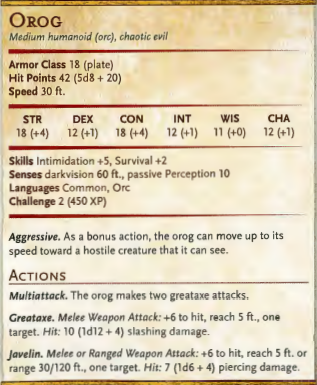 OROG
Medium humanoid (orc), chaotic evil
Armor Class 18 (plate)
Hit Points 42 (5d8 + 20)
Speed 30 ft.
STR DEX CON INT WIS CHA
18 (+4) 12 (+1) 18 (+4) 12 (+1) 11 (+0) 12 (+1)
Skills Intimidation +5, Survival +2
Senses darkvision 60 ft., passive Perception 10
Languages Common, Orc
Challenge 2 (450 XP)
Aggressive. As a bonus action, the orog can move up to its
speed toward a hostile creature that it can see.
ACTIONS
Multiattack. The orog makes two greataxe attacks.
Greataxe. Melee Weapon Attack: +6 to hit, reach 5 ft., one
target. Hit: 10 (1d12 + 4) slashing damage.
Javelin. Melee or Ranged Weapon Attack: +6 to hit, reach 5 ft. or
range 30/120 ft., one target. Hit: 7 (1d6 + 4) piercing damage.